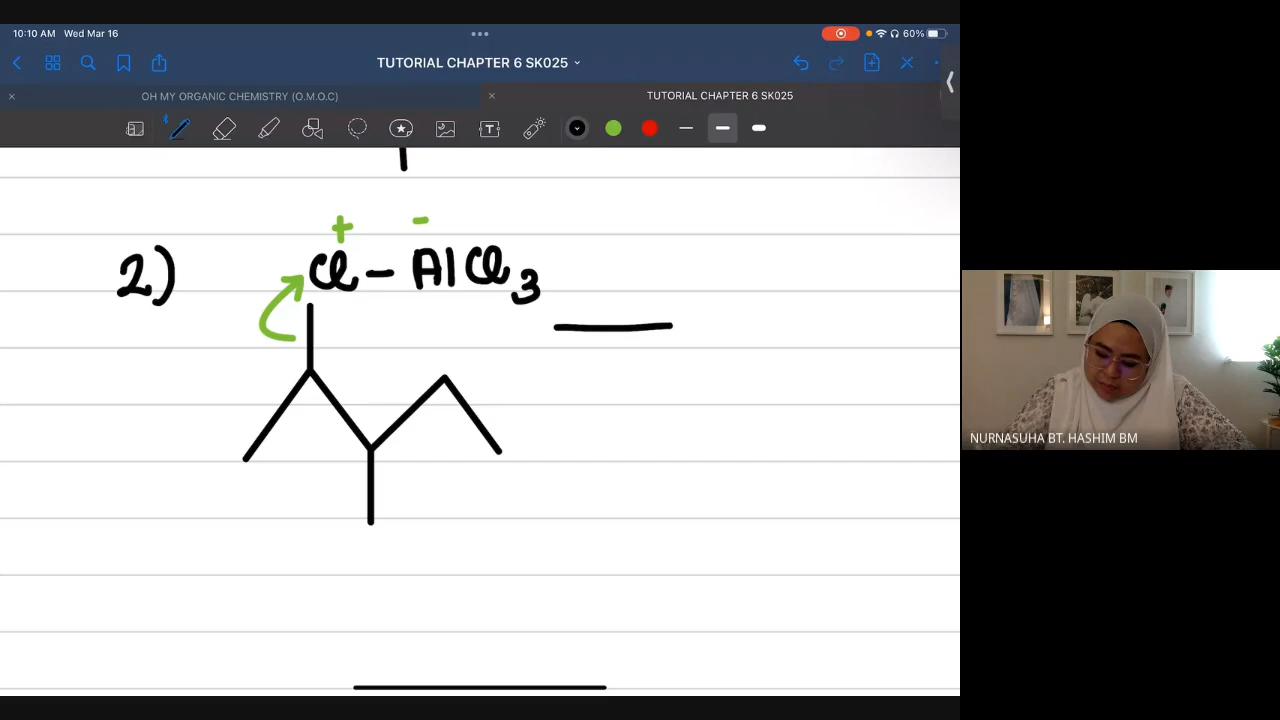 10:10 AM Wed Mar 16
60%
TUTORIAL CHAPTER 6 SK025
OH MY ORGANIC CHEMISTRY (O.M.O.C)
TUTORIAL CHAPTER 6 SK025
+ -
2) Cl - AlCl3
NURNASUHA BT. HASHIM BM